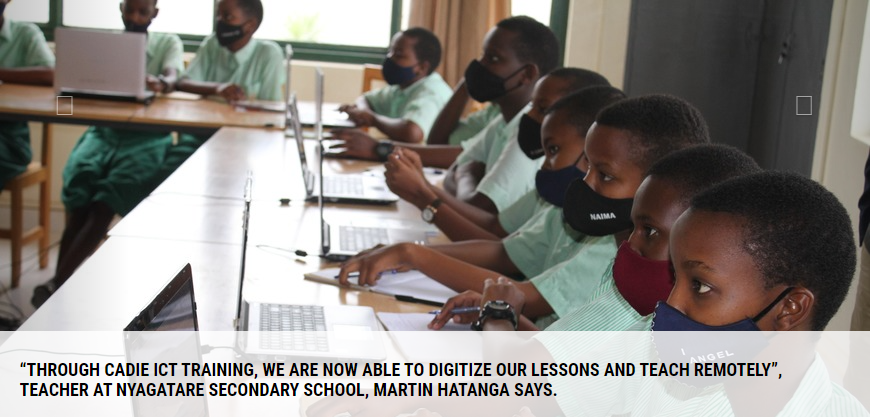 NAIMA
I ANGEL
“THROUGH CADIE ICT TRAINING, WE ARE NOW ABLE TO DIGITIZE OUR LESSONS AND TEACH REMOTELY”,
TEACHER AT NYAGATARE SECONDARY SCHOOL, MARTIN HATANGA SAYS.